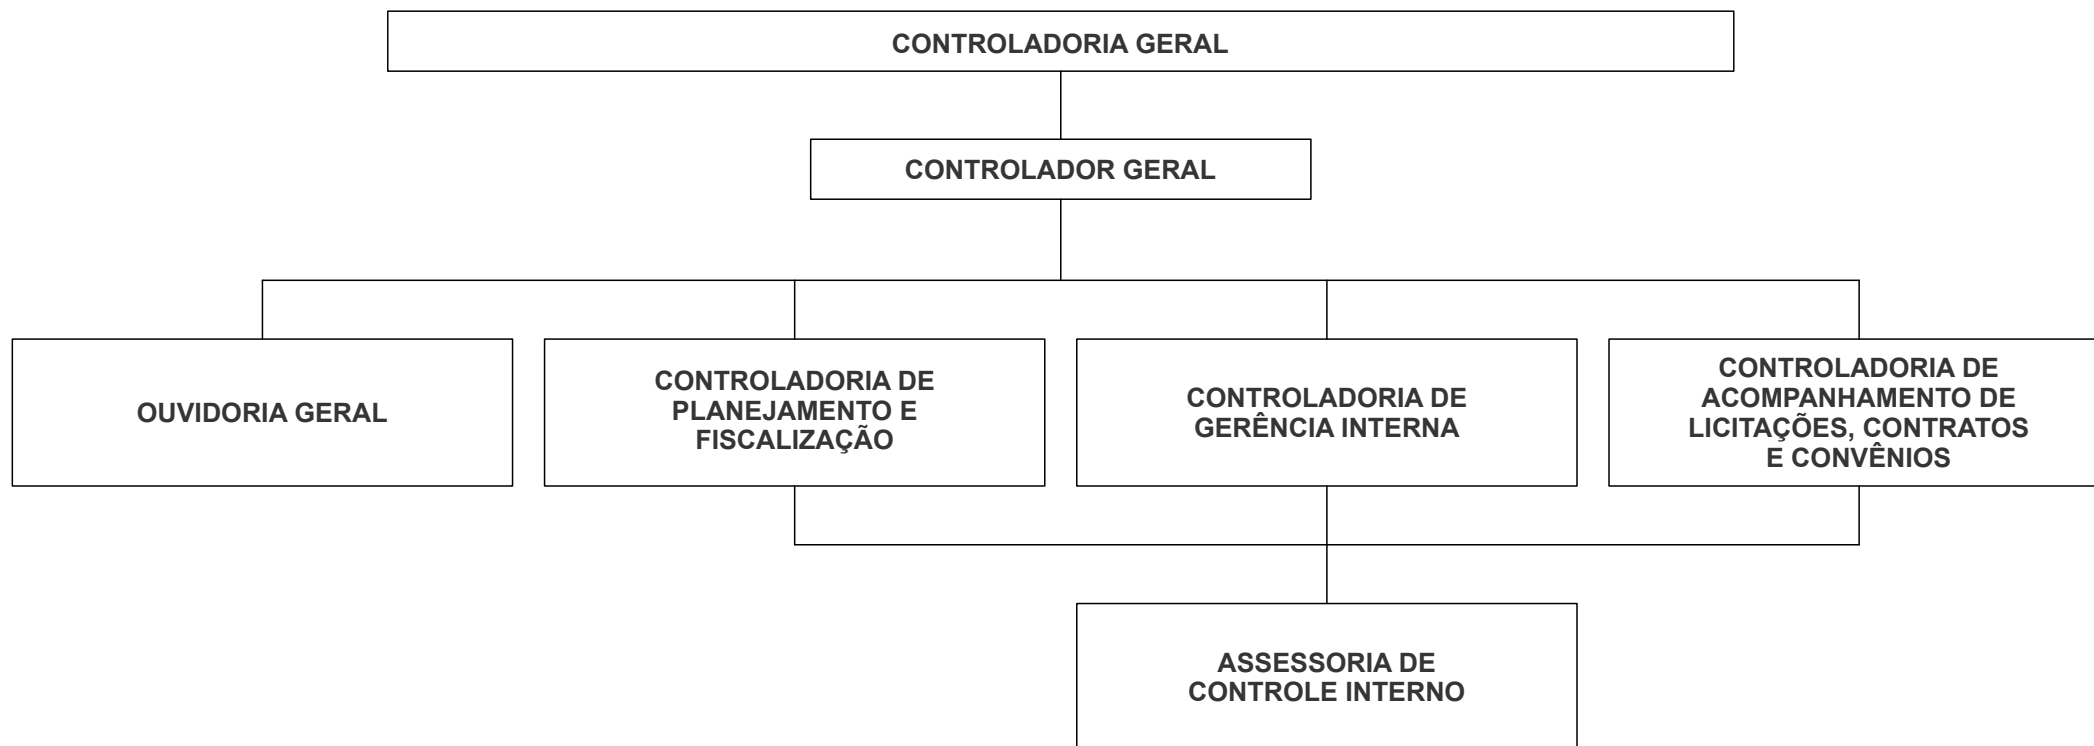 CONTROLADORIA GERAL
CONTROLADOR GERAL
OUVIDORIA GERAL
CONTROLADORIA DE
PLANEJAMENTO E
FISCALIZAÇÃO
CONTROLADORIA DE
GERÊNCIA INTERNA
CONTROLADORIA DE
ACOMPANHAMENTO DE
LICITAÇÕES, CONTRATOS
E CONVÊNIOS
ASSESSORIA DE
CONTROLE INTERNO